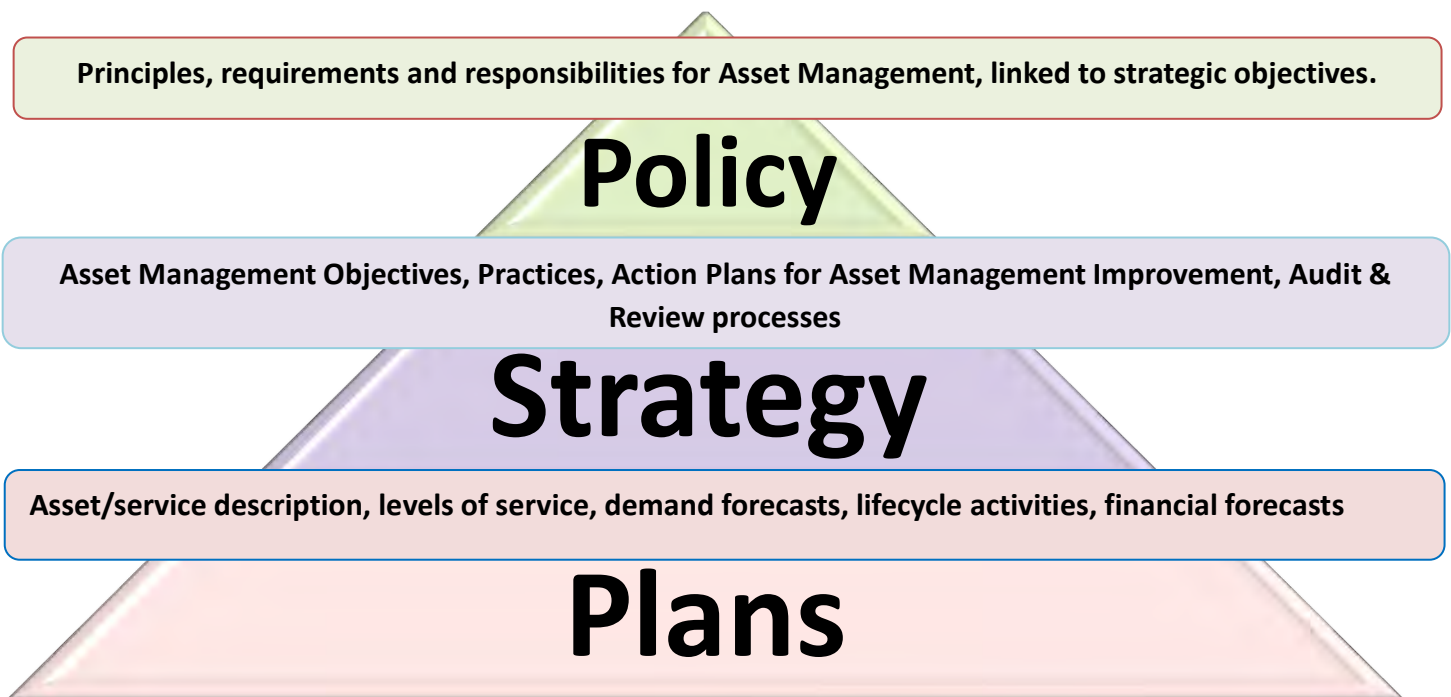 Principles, requirements and responsibilities for Asset Management, linked to strategic objectives.
Policy
Asset Management Objectives, Practices, Action Plans for Asset Management Improvement, Audit &
Review processes
Strategy
Asset/service description, levels of service, demand forecasts, lifecycle activities, financial forecasts
Plans